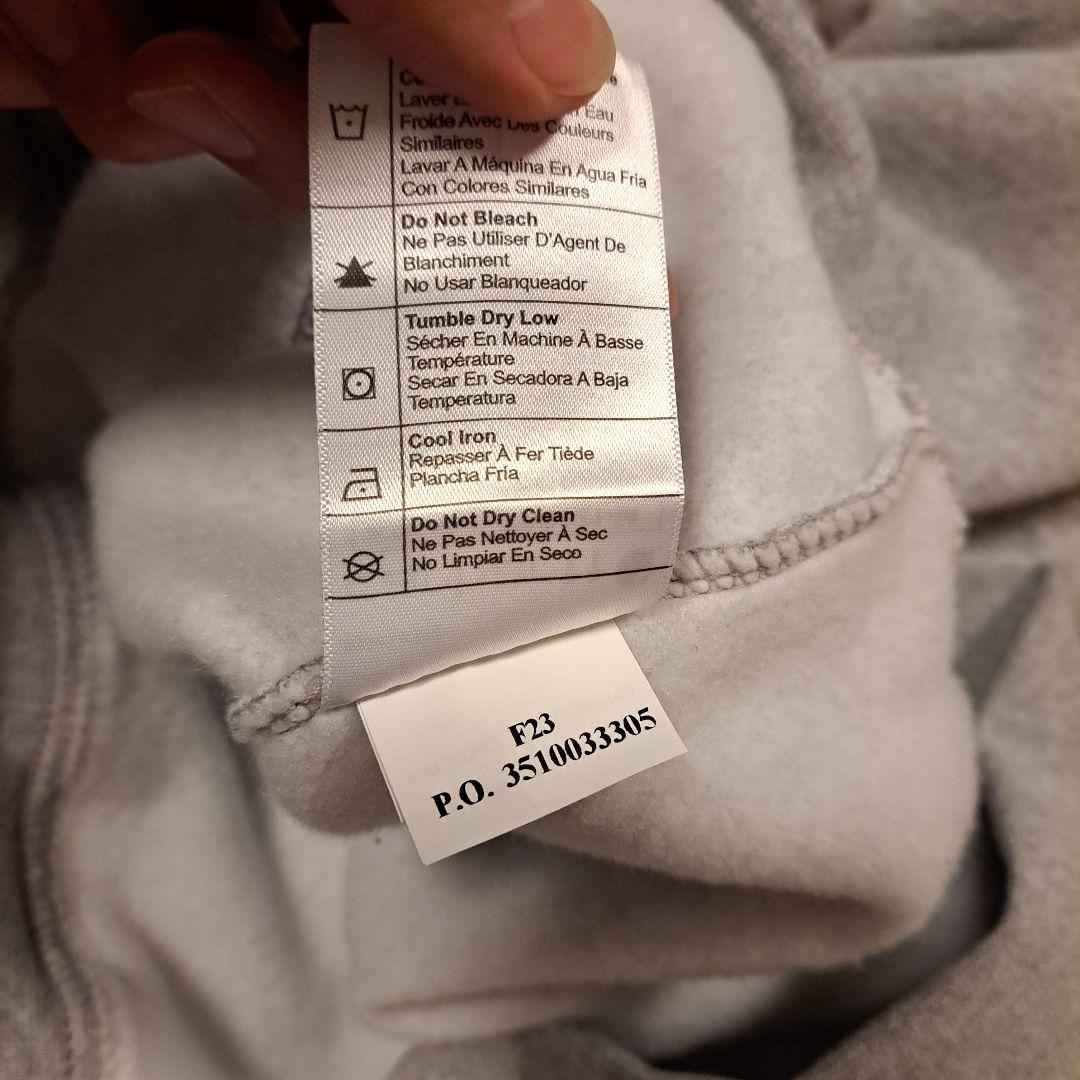 Laver
Eau
Froide Avec Des Couleurs
Similaires
Lavar A Máquina En Agua Fria
Con Colores Similares
Do Not Bleach
Ne Pas Utiliser D'Agent De
Blanchiment
No Usar Blanqueador
Tumble Dry Low
Sécher En Machine À Basse
Température
Secar En Secadora A Baja
Temperatura
Cool Iron
Repasser À Fer Tiède
Plancha Fría
Do Not Dry Clean
Ne Pas Nettoyer À Sec
No Limpiar En Seco
F23
P.O. 3510033305